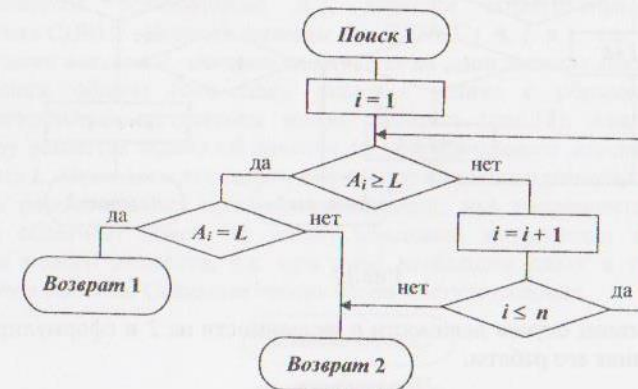 Поиск 1
i = 1
да
A_i ≥ L
нет
да
A_i = L
нет
i = i + 1
Возврат 1
нет
i ≤ n
да
Возврат 2